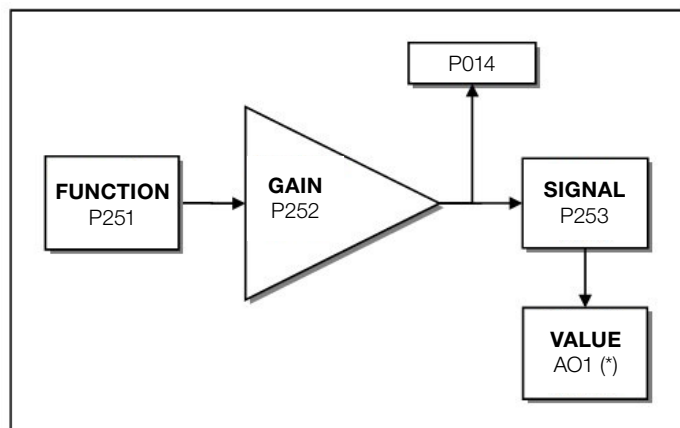 P014
FUNCTION
P251
GAIN
P252
SIGNAL
P253
VALUE
AO1 (*)